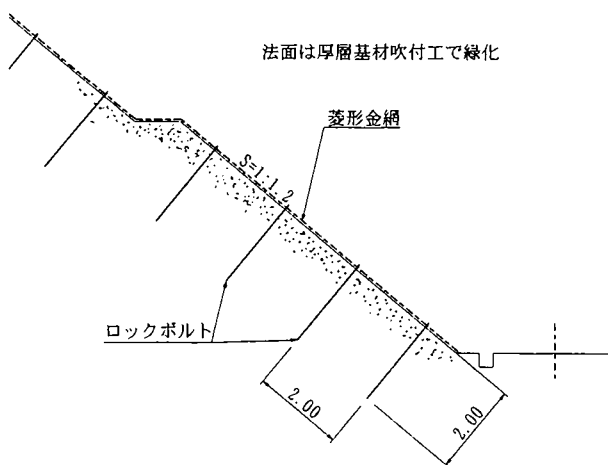 法面は厚層基材吹付工で緑化
菱形金網
S=1:1.2
ロックボルト
2.00
2.00